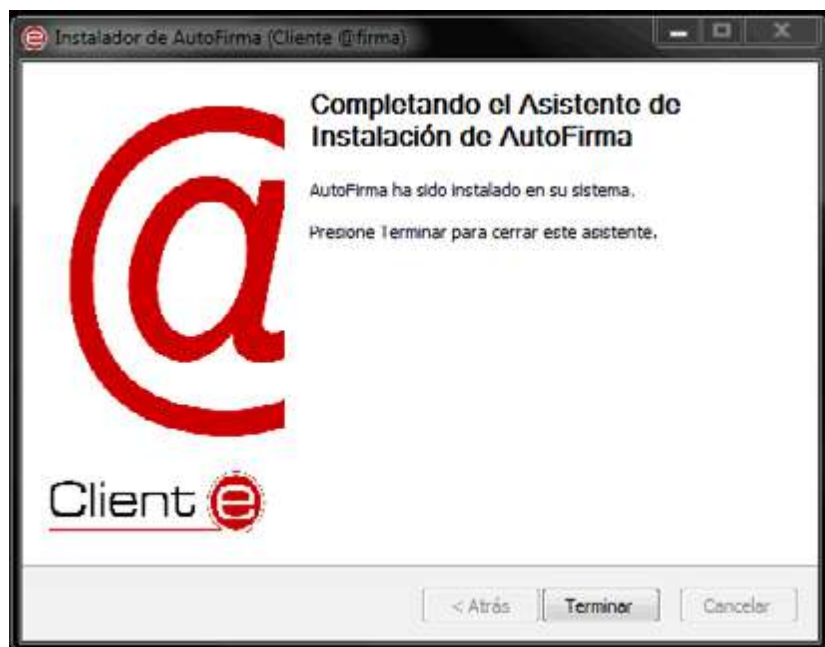 Instalador de AutoFirma (Cliente @firma)
Completando el Asistente de
Instalación de AutoFirma
AutoFirma ha sido instalado en su sistema.
Presione Terminar para cerrar este asistente.
@
Client e
< Atrás Terminar Cancelar